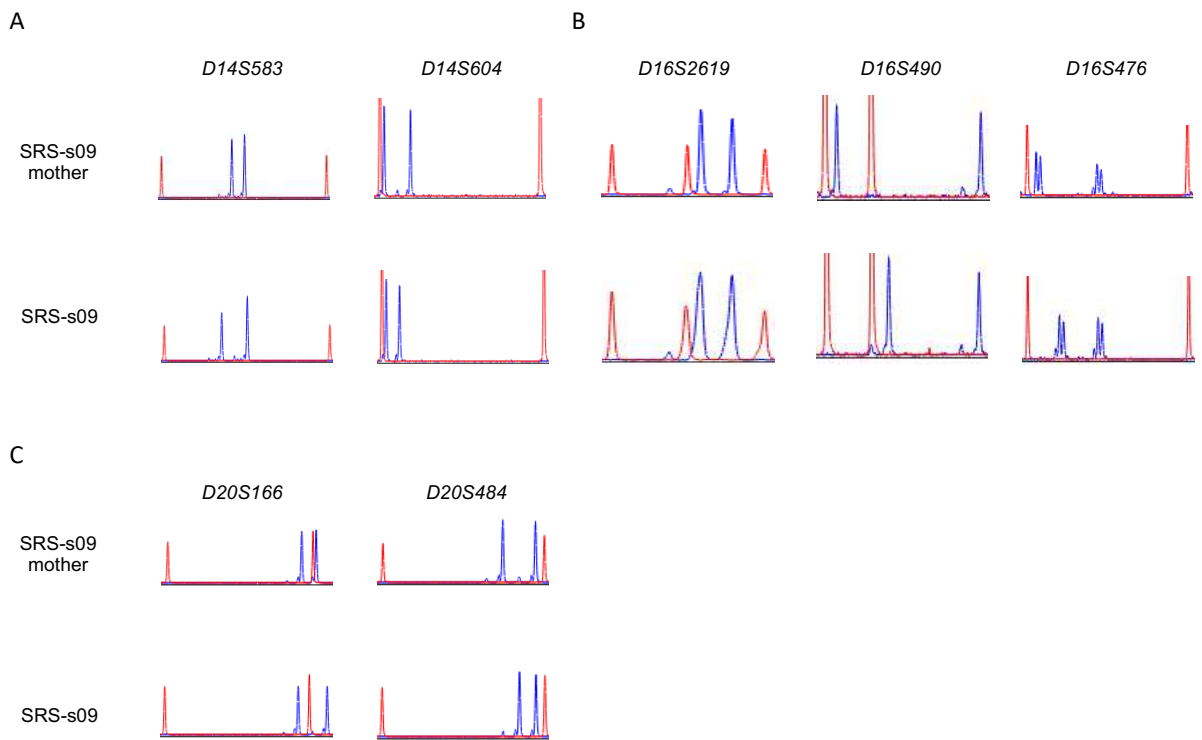 A
B
D14S583
D14S604
D16S2619
D16S490
D16S476
SRS-s09
mother
SRS-s09
C
D20S166
D20S484
SRS-s09
mother
SRS-s09